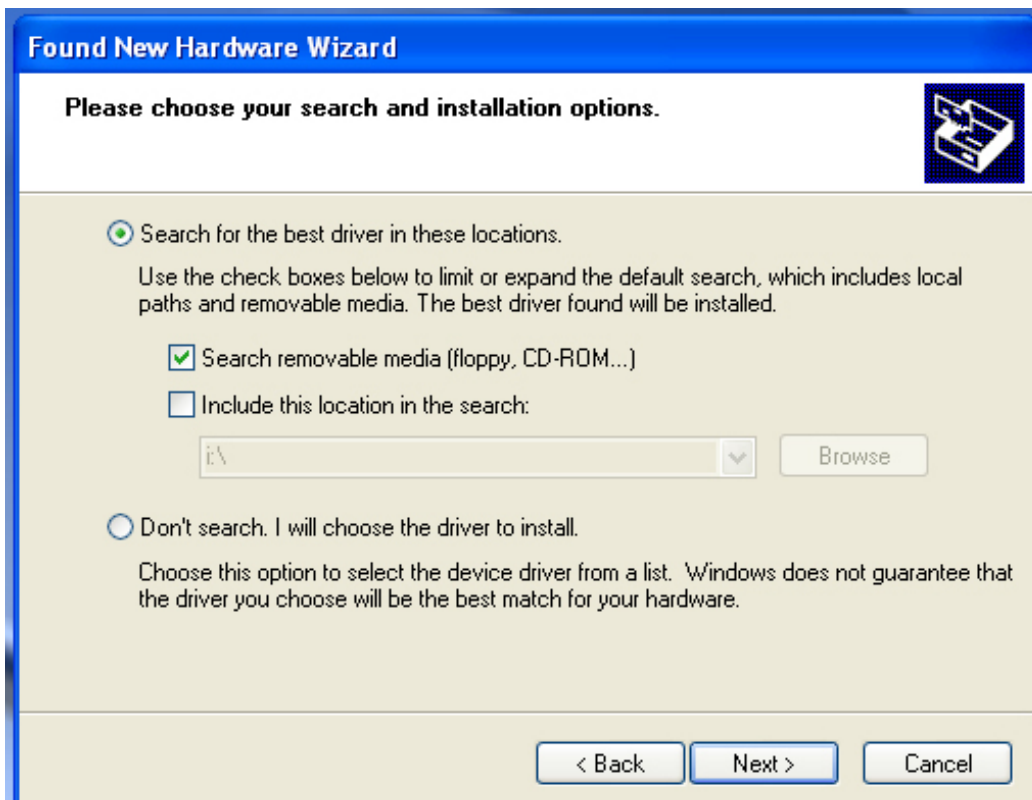 Found New Hardware Wizard
Please choose your search and installation options.
Search for the best driver in these locations.
Use the check boxes below to limit or expand the default search, which includes local
paths and removable media. The best driver found will be installed.
Search removable media (floppy, CD-ROM...)
Include this location in the search:
i:\
Browse
Don't search. I will choose the driver to install.
Choose this option to select the device driver from a list. Windows does not guarantee that
the driver you choose will be the best match for your hardware.
< Back
Next >
Cancel